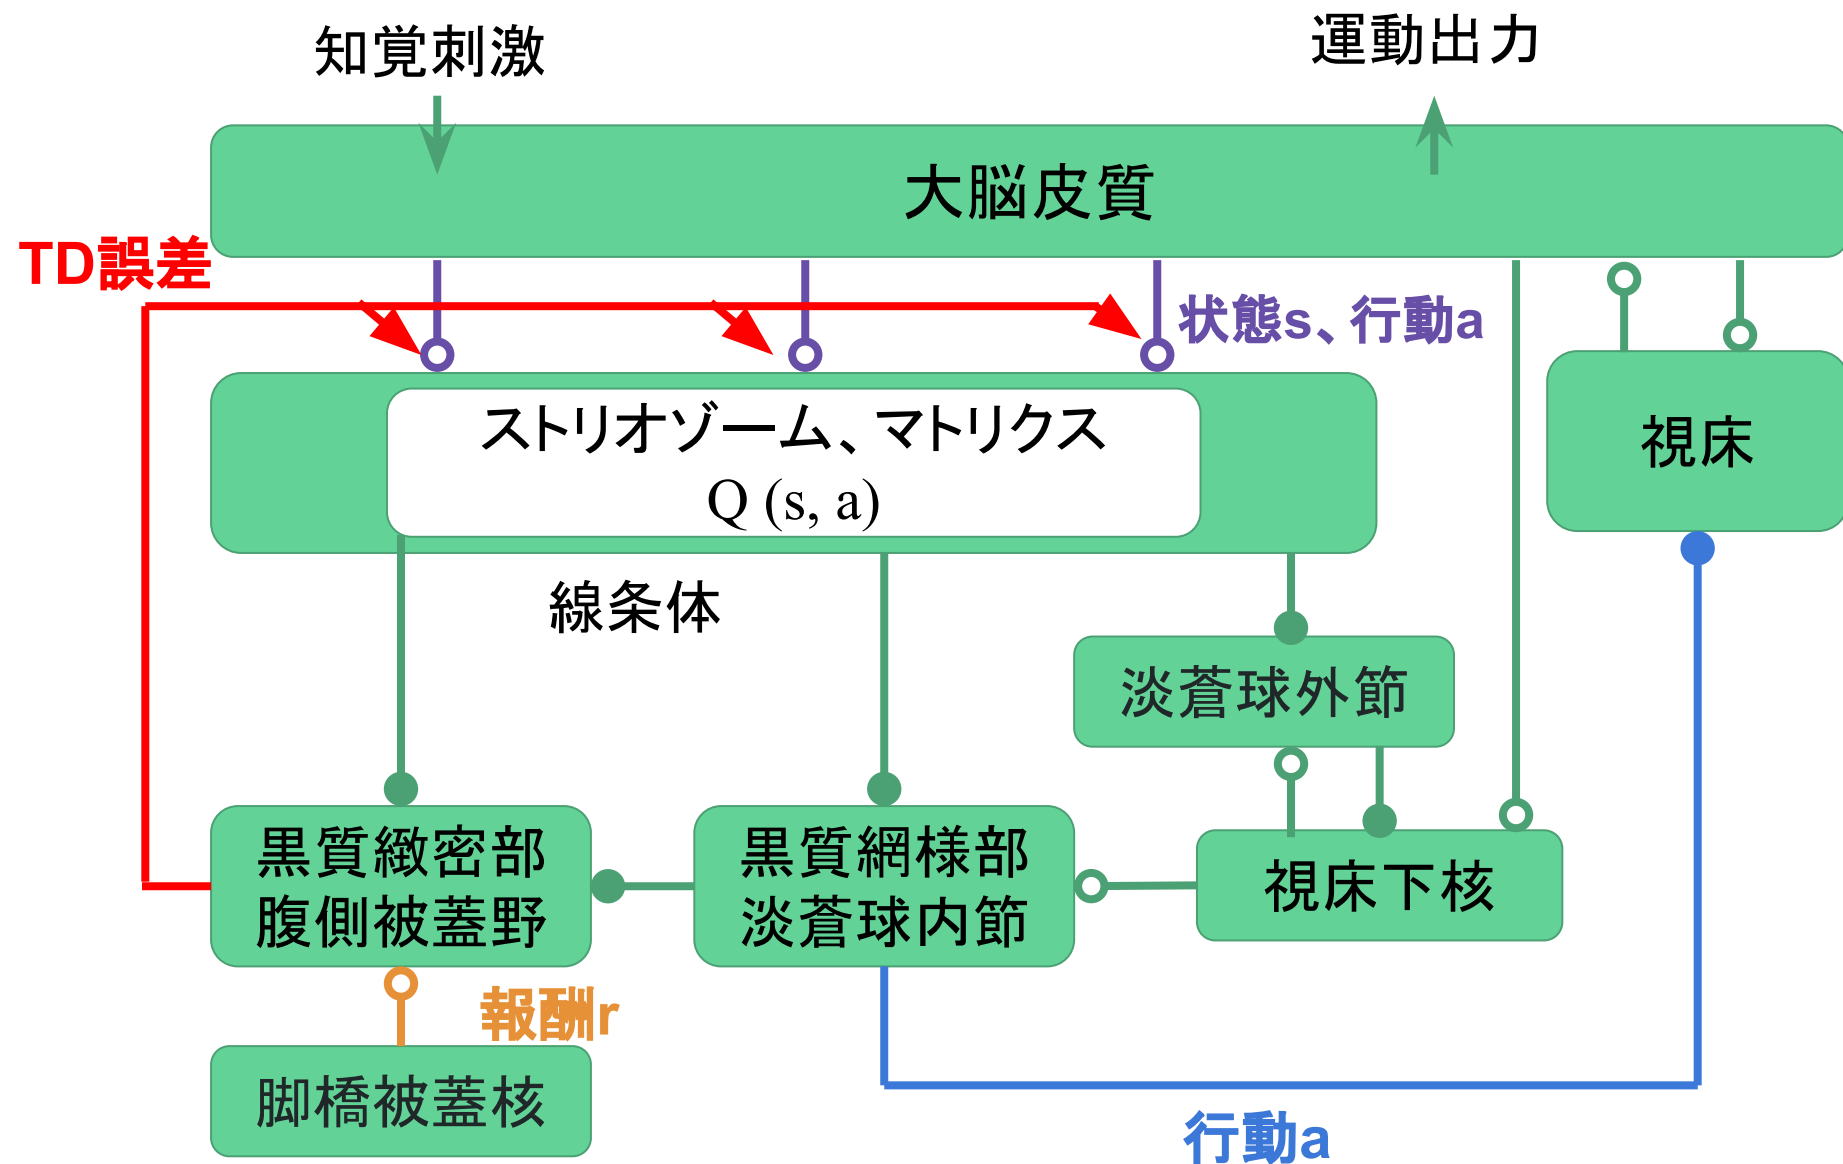 知覚刺激
運動出力
大脳皮質
TD誤差
状態s、行動a
ストリオゾーム、マトリクス
Q (s, a)
視床
線条体
淡蒼球外節
黒質緻密部
腹側被蓋野
黒質網様部
淡蒼球内節
視床下核
報酬r
脚橋被蓋核
行動a